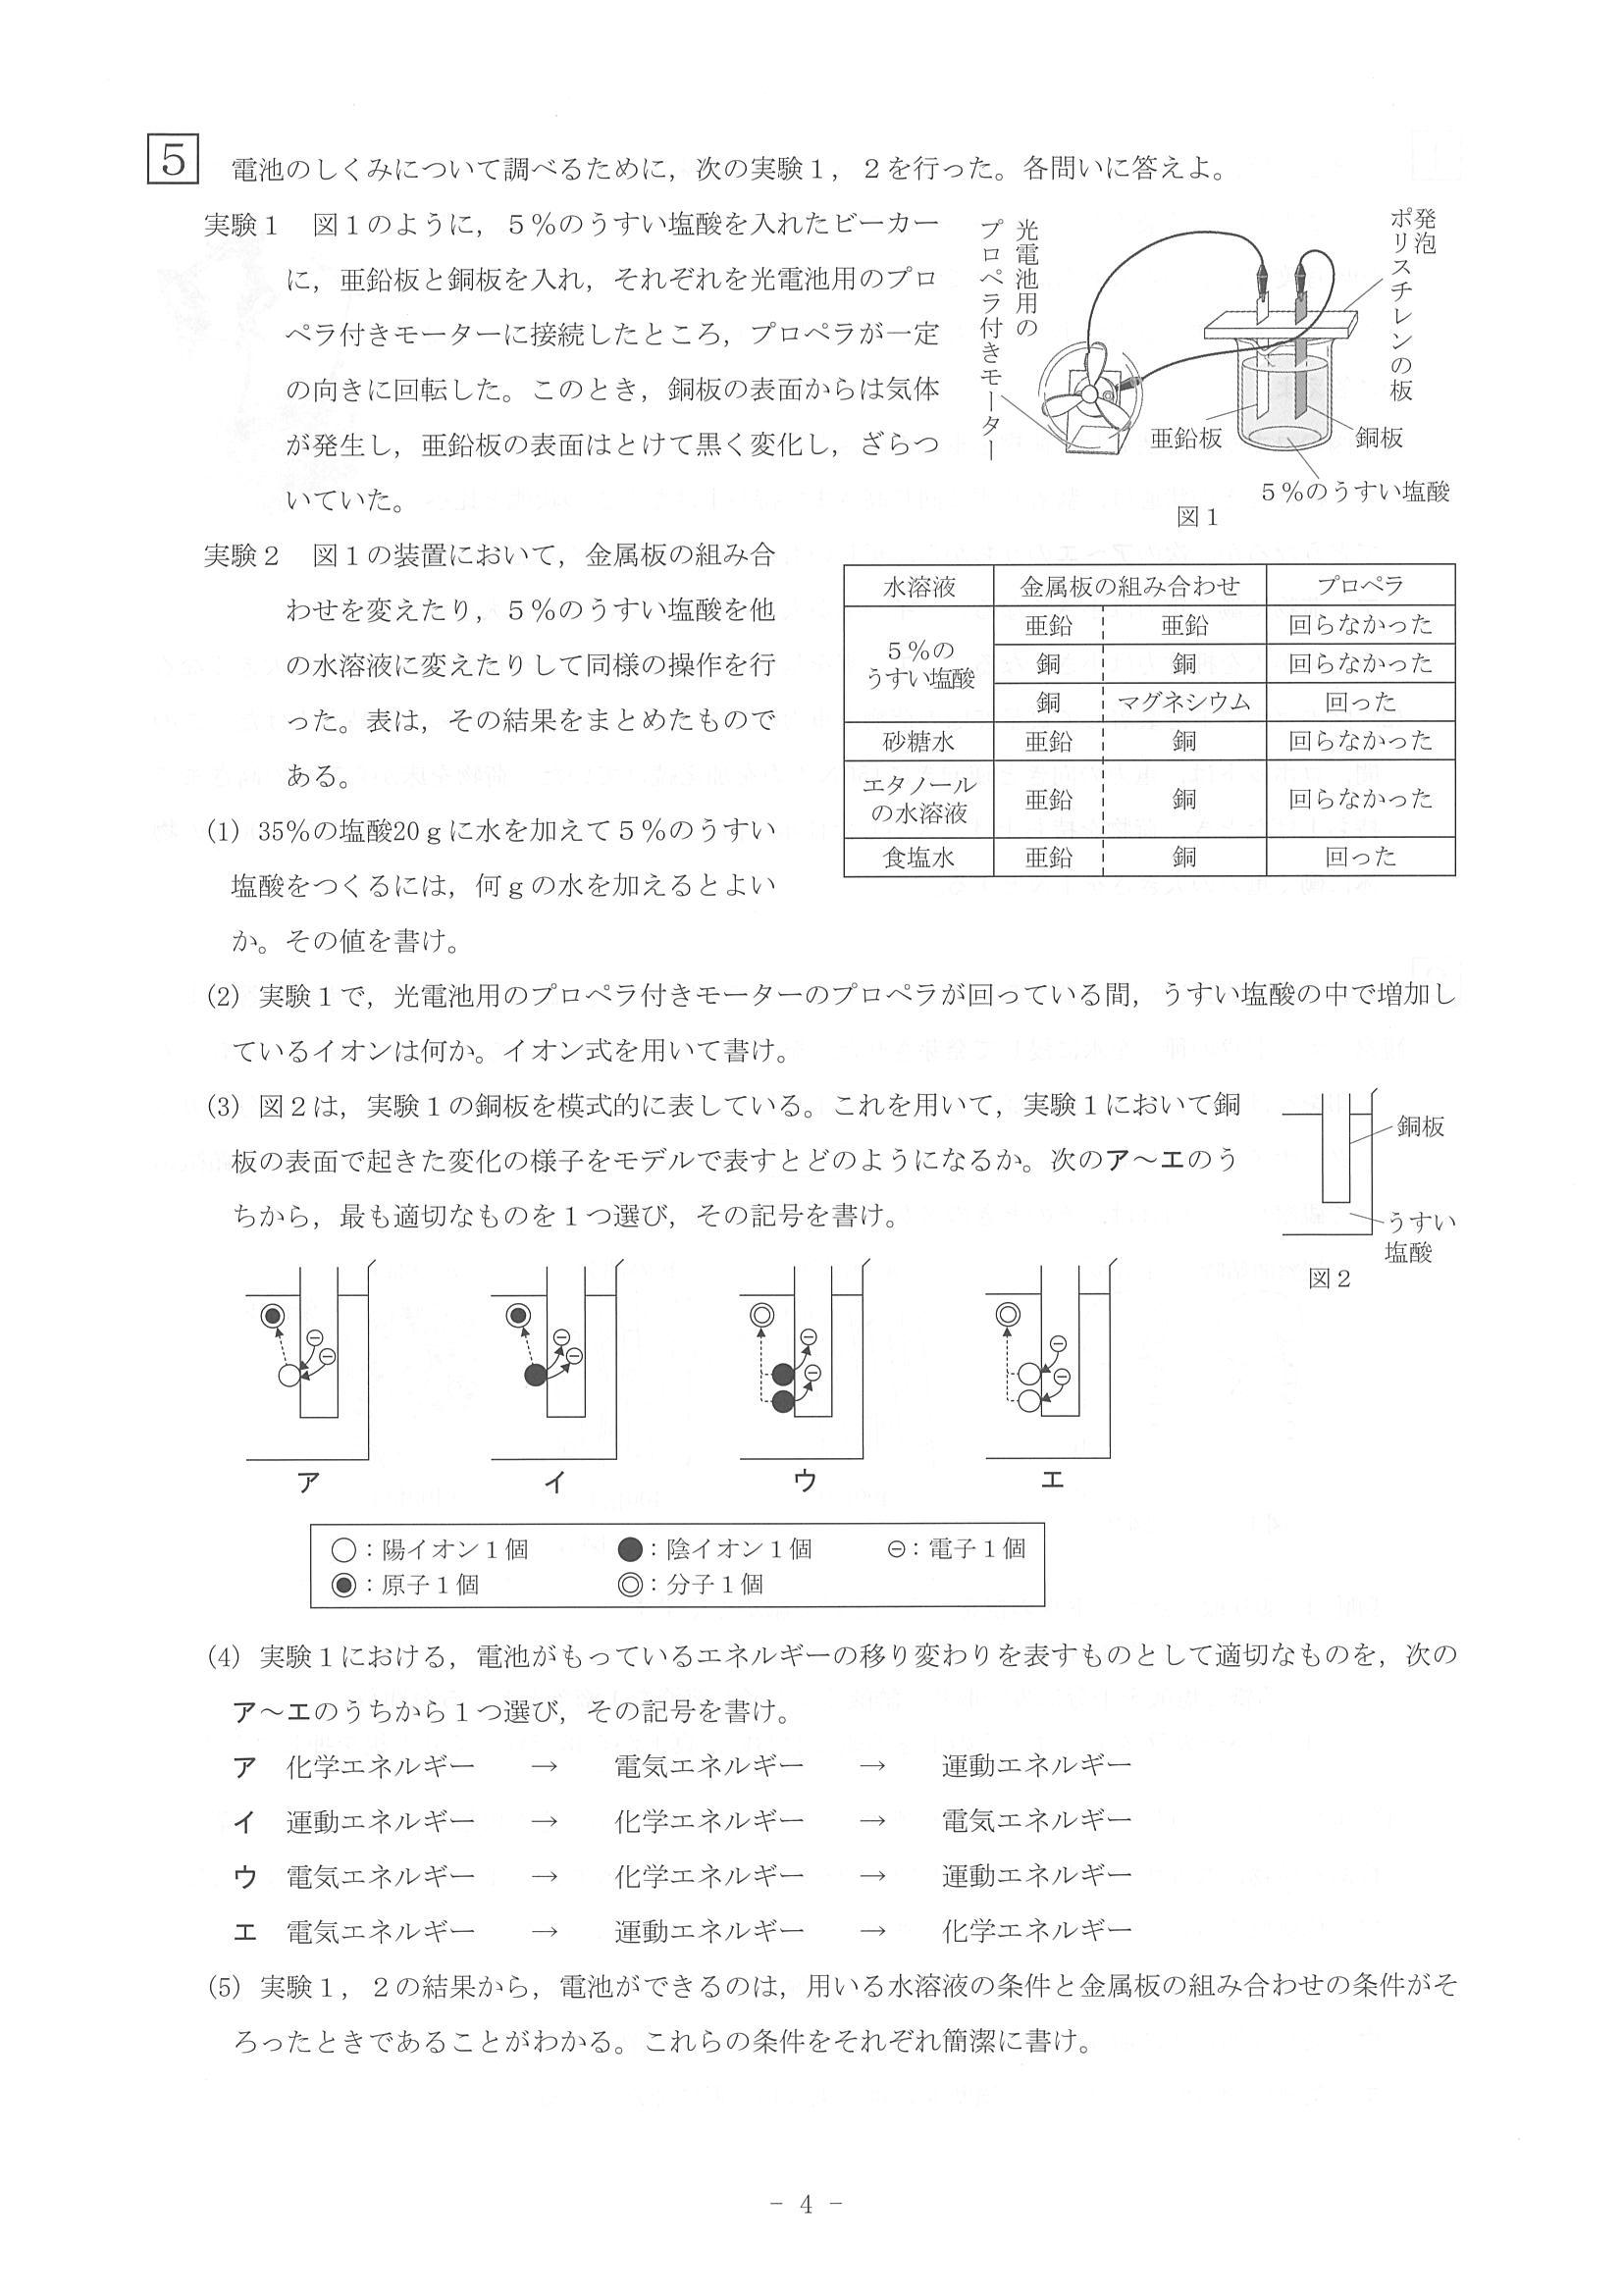 5 電池のしくみについて調べるために，次の実験１，２を行った。各問いに答えよ。
実験１　図１のように，５％のうすい塩酸を入れたビーカー
に，亜鉛板と銅板を入れ，それぞれを光電池用のプロ
ペラ付きモーターに接続したところ，プロペラが一定
の向きに回転した。このとき，銅板の表面からは気体
が発生し，亜鉛板の表面はとけて黒く変化し，ざらつ
いていた。
光電池用の
プロペラ付きモーター
発泡
ポリスチレンの板
亜鉛板
銅板
５％のうすい塩酸
図１
実験２　図１の装置において，金属板の組み合
わせを変えたり，５％のうすい塩酸を他
の水溶液に変えたりして同様の操作を行
った。表は，その結果をまとめたもので
ある。
水溶液　金属板の組み合わせ　プロペラ
５％の
うすい塩酸
亜鉛　亜鉛　回らなかった
銅　銅　回らなかった
銅　マグネシウム　回った
砂糖水　亜鉛　銅　回らなかった
エタノール
の水溶液　亜鉛　銅　回らなかった
食塩水　亜鉛　銅　回った
(1) 35％の塩酸20ｇに水を加えて５％のうすい
塩酸をつくるには，何ｇの水を加えるとよい
か。その値を書け。
(2) 実験１で，光電池用のプロペラ付きモーターのプロペラが回っている間，うすい塩酸の中で増加し
ているイオンは何か。イオン式を用いて書け。
(3) 図２は，実験１の銅板を模式的に表している。これを用いて，実験１において銅
板の表面で起きた変化の様子をモデルで表すとどのようになるか。次のア～エのう
ちから，最も適切なものを１つ選び，その記号を書け。
銅板
うすい
塩酸
図２
ア　イ　ウ　エ
○：陽イオン１個　●：陰イオン１個　⊖：電子１個
◉：原子１個　◎：分子１個
(4) 実験１における，電池がもっているエネルギーの移り変わりを表すものとして適切なものを，次の
ア～エのうちから１つ選び，その記号を書け。
ア　化学エネルギー　→　電気エネルギー　→　運動エネルギー
イ　運動エネルギー　→　化学エネルギー　→　電気エネルギー
ウ　電気エネルギー　→　化学エネルギー　→　運動エネルギー
エ　電気エネルギー　→　運動エネルギー　→　化学エネルギー
(5) 実験１，２の結果から，電池ができるのは，用いる水溶液の条件と金属板の組み合わせの条件がそ
ろったときであることがわかる。これらの条件をそれぞれ簡潔に書け。
－ 4 －